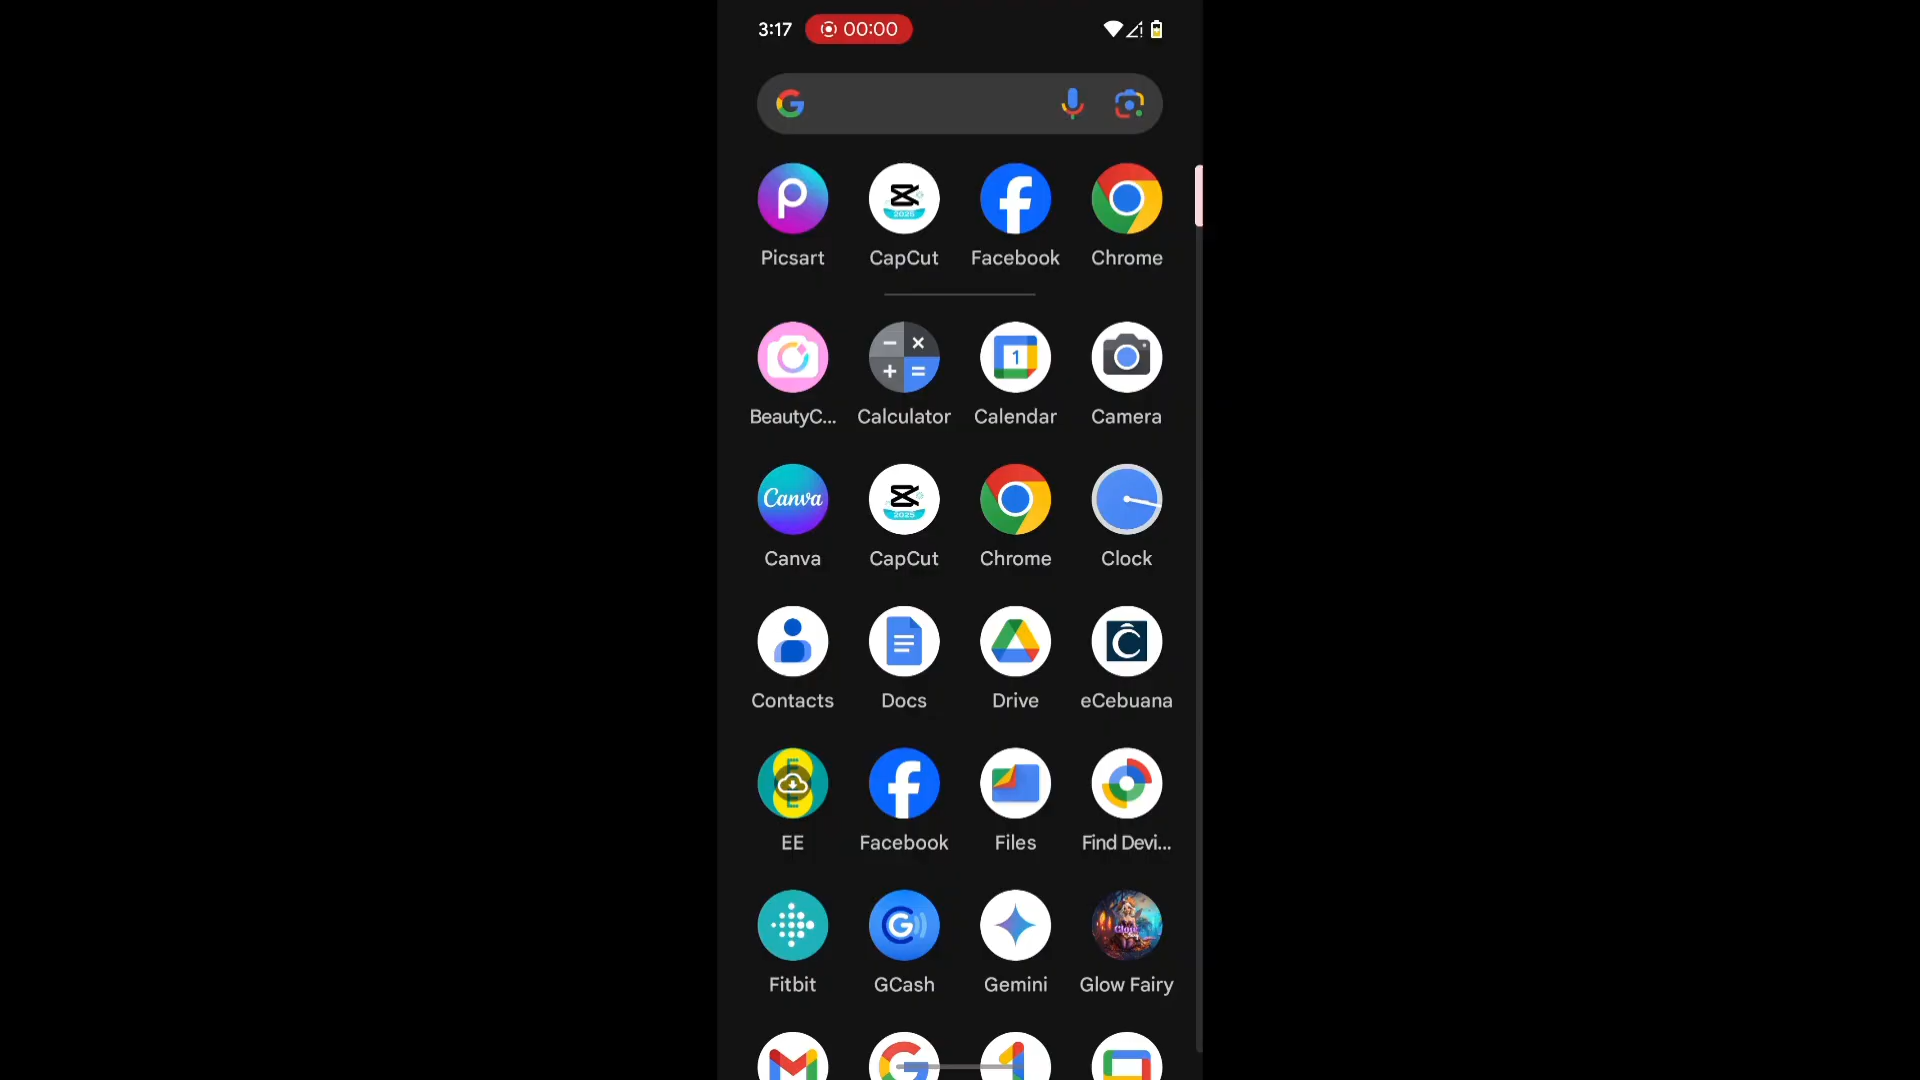 3:17 00:00
Picsart CapCut Facebook Chrome
BeautyC... Calculator Calendar Camera
Canva CapCut Chrome Clock
Contacts Docs Drive eCebuana
EE Facebook Files Find Devi...
Fitbit GCash Gemini Glow Fairy